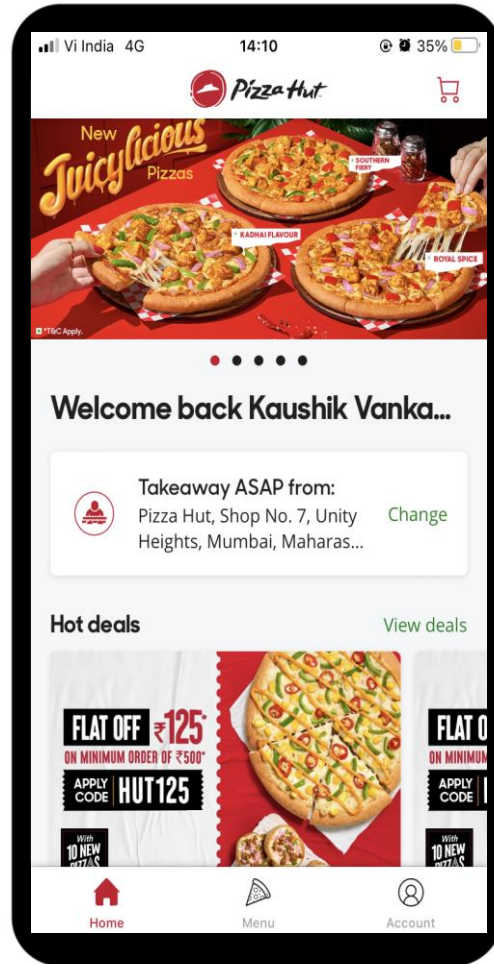 Vi India 4G 14:10 35%
Pizza Hut
New
Juicylicious
Pizzas
SOUTHERN
FIERY
KADHAI FLAVOUR
ROYAL SPICE
*T&C Apply.
Welcome back Kaushik Vanka...
Takeaway ASAP from:
Pizza Hut, Shop No. 7, Unity
Heights, Mumbai, Maharas...
Change
Hot deals
View deals
FLAT OFF ₹125*
ON MINIMUM ORDER OF ₹500*
APPLY
CODE HUT125
With
10 NEW
PIZZAS
FLAT O
ON MINIMUM
APPLY
CODE
With
10 NEW
PIZZAS
Home
Menu
Account